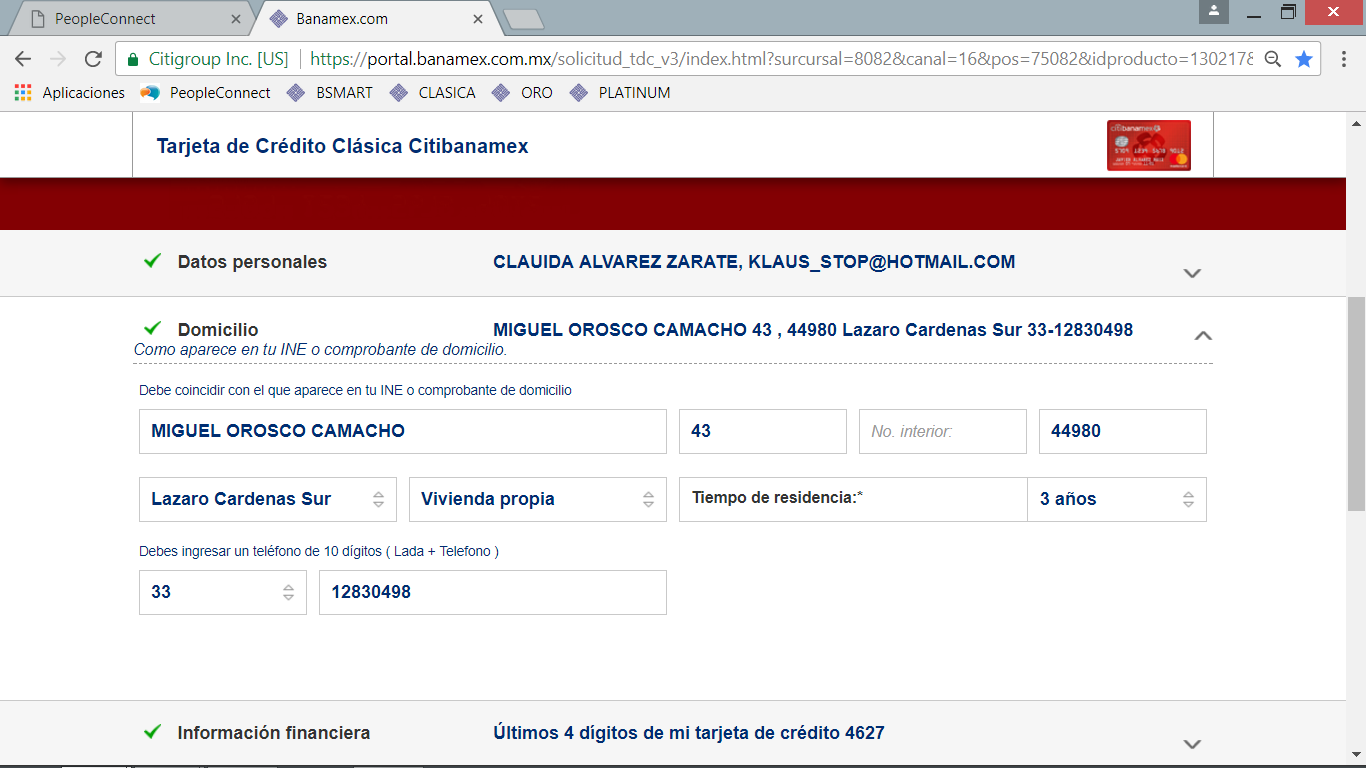 PeopleConnect
Banamex.com
Citigroup Inc. [US] https://portal.banamex.com.mx/solicitud_tdc_v3/index.html?sursursal=8082&canal=16&pos=75082&idproducto=130217&
Aplicaciones PeopleConnect BSMART CLASICA ORO PLATINUM
Tarjeta de Crédito Clásica Citibanamex
citibanamex
Datos personales CLAUIDA ALVAREZ ZARATE, KLAUS_STOP@HOTMAIL.COM
Domicilio MIGUEL OROSCO CAMACHO 43 , 44980 Lazaro Cardenas Sur 33-12830498
Como aparece en tu INE o comprobante de domicilio.
Debe coincidir con el que aparece en tu INE o comprobante de domicilio
MIGUEL OROSCO CAMACHO 43 No. interior: 44980
Lazaro Cardenas Sur Vivienda propia Tiempo de residencia:* 3 años
Debes ingresar un teléfono de 10 dígitos ( Lada + Telefono )
33 12830498
Información financiera Últimos 4 dígitos de mi tarjeta de crédito 4627